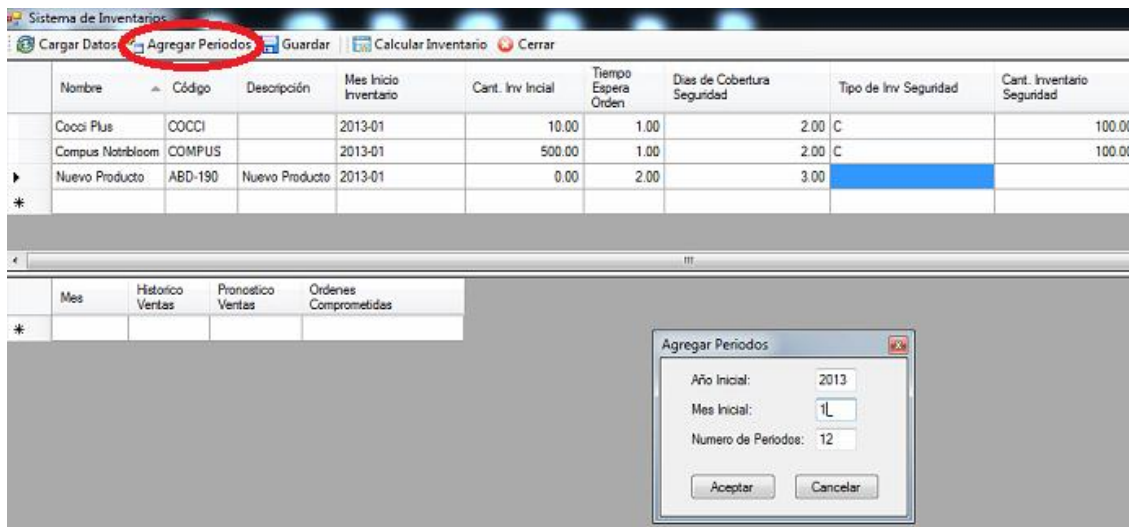 Sistema de Inventarios
Cargar Datos Agregar Periodos Guardar Calcular Inventario Cerrar
Nombre Código Descripción Mes Inicio Inventario Cant. Inv Incial Tiempo Espera Orden Dias de Cobertura Seguridad Tipo de Inv Seguridad Cant. Inventario Seguridad
Cocci Plus COCCI 2013-01 10.00 1.00 2.00 C 100.00
Compus Notribloom COMPUS 2013-01 500.00 1.00 2.00 C 100.00
Nuevo Producto ABD-190 Nuevo Producto 2013-01 0.00 2.00 3.00
Mes Historico Ventas Pronostico Ventas Ordenes Comprometidas
Agregar Periodos
Año Inicial: 2013
Mes Inicial: 1_
Numero de Periodos: 12
Aceptar Cancelar